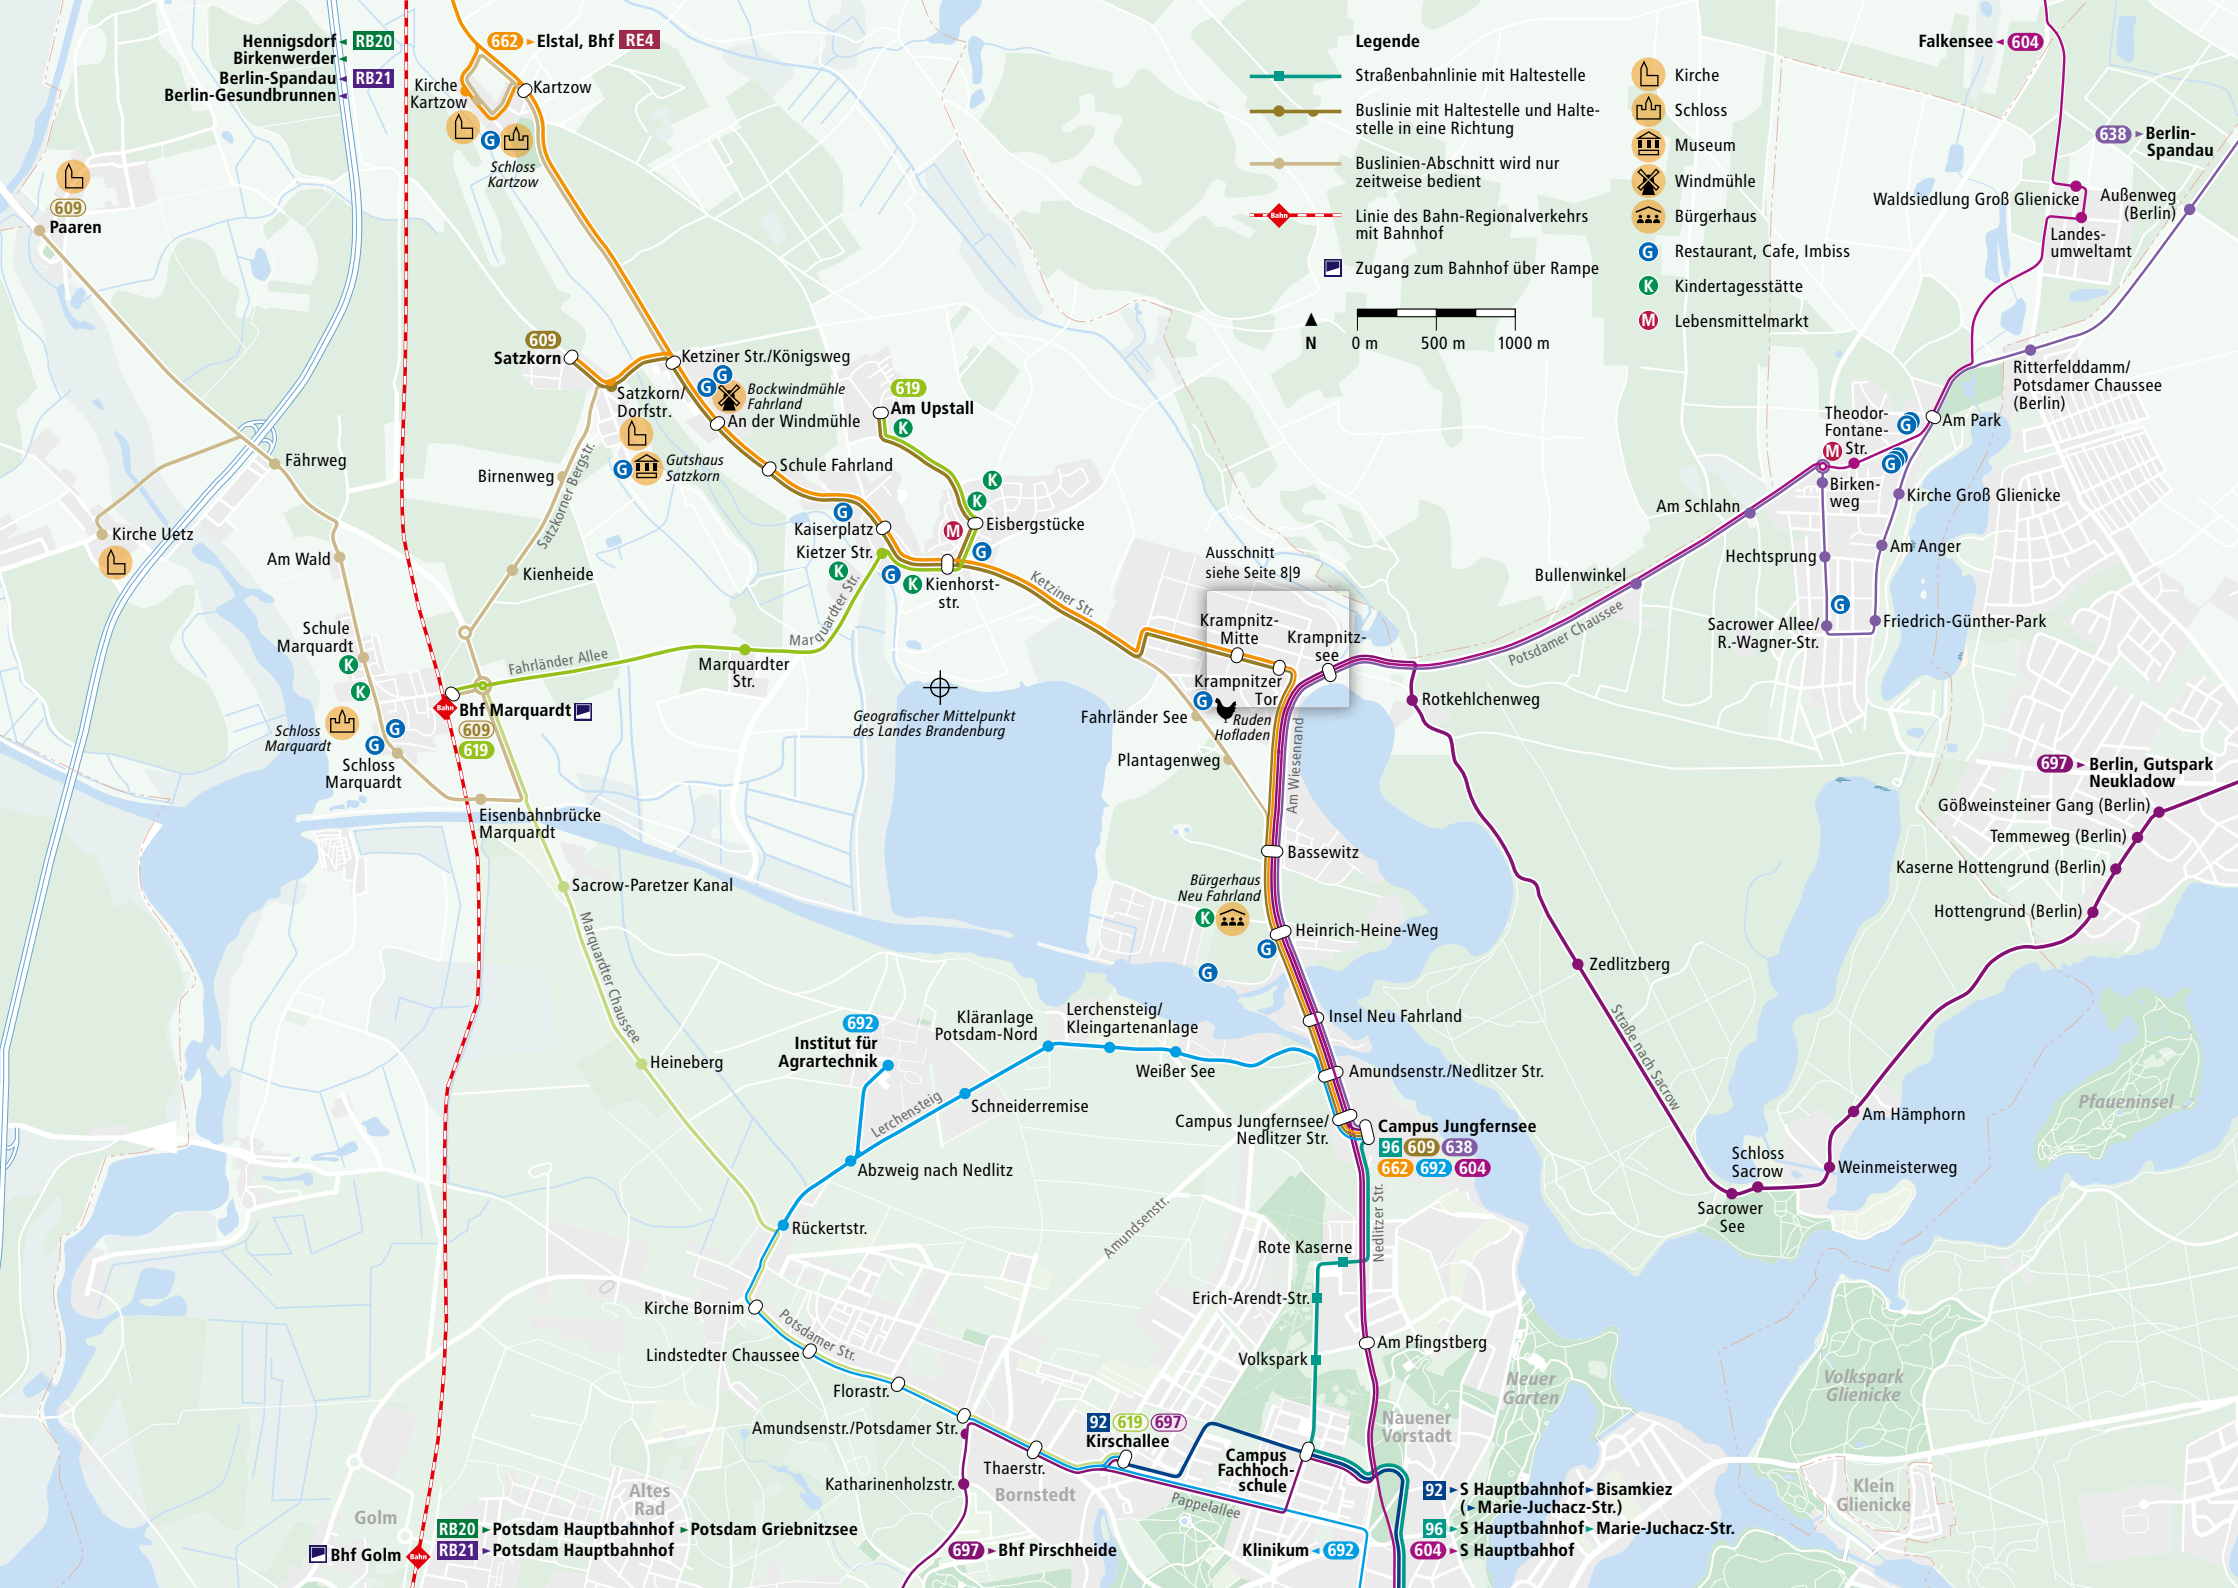 Hennigsdorf RB20
Birkenwerder
Berlin-Spandau RB21
Berlin-Gesundbrunnen
662 Elstal, Bhf RE4
Kirche
Kartzow
Kartzow
Schloss
Kartzow
609
Paaren
Legende
Straßenbahnlinie mit Haltestelle
Buslinie mit Haltestelle und Halte-
stelle in eine Richtung
Buslinien-Abschnitt wird nur
zeitweise bedient
Bahn
Linie des Bahn-Regionalverkehrs
mit Bahnhof
Zugang zum Bahnhof über Rampe
N
0 m 500 m 1000 m
Kirche
Schloss
Museum
Windmühle
Bürgerhaus
G Restaurant, Cafe, Imbiss
K Kindertagesstätte
M Lebensmittelmarkt
Falkensee 604
638 Berlin-
Spandau
Waldsiedlung Groß Glienicke
Außenweg
(Berlin)
Landes-
umweltamt
Ritterfelddamm/
Potsdamer Chaussee
(Berlin)
Theodor-
Fontane-
Str.
Am Park
G
M
G
Birken-
weg
Kirche Groß Glienicke
Am Schlahn
Hechtsprung
Am Anger
Bullenwinkel
G
Sacrower Allee/
R.-Wagner-Str.
Friedrich-Günther-Park
Potsdamer Chaussee
609
Satzkorn
Ketziner Str./Königsweg
G
G
Bockwindmühle
Fahrland
Satzkorn/
Dorfstr.
An der Windmühle
619
Am Upstall
K
G
Gutshaus
Satzkorn
Schule Fahrland
Birnenweg
Satzkorner Bergstr.
Fährweg
K
K
G
Kaiserplatz
M
Eisbergstücke
Kirche Uetz
Am Wald
Kietzer Str.
K
G
G
K
Kienhorst-
str.
Kienheide
Ketziner Str.
Ausschnitt
siehe Seite 8|9
Krampnitz-
Mitte
Krampnitz-
see
Krampnitzer
Tor
Schule
Marquardt
K
K
Marquardter Str.
Fahrländer Allee
Marquardter
Str.
Rotkehlchenweg
Bahn
Bhf Marquardt
609
619
Schloss
Marquardt
G
G
Schloss
Marquardt
Geografischer Mittelpunkt
des Landes Brandenburg
Fahrländer See
G
Ruden
Hofladen
Am Wiesenrand
Plantagenweg
Eisenbahnbrücke
Marquardt
697 Berlin, Gutspark
Neukladow
Gößweinsteiner Gang (Berlin)
Temmeweg (Berlin)
Kaserne Hottengrund (Berlin)
Hottengrund (Berlin)
Bassewitz
Sacrow-Paretzer Kanal
Bürgerhaus
Neu Fahrland
K
Heinrich-Heine-Weg
G
G
Zedlitzberg
Marquardter Chaussee
Insel Neu Fahrland
Lerchensteig/
Kleingartenanlage
Kläranlage
Potsdam-Nord
692
Institut für
Agrartechnik
Heineberg
Weißer See
Amundsenstr./Nedlitzer Str.
Straße nach Sacrow
Schneiderremise
Lerchensteig
Campus Jungfernsee/
Nedlitzer Str.
Campus Jungfernsee
96 609 638
662 692 604
Pfaueninsel
Am Hämphorn
Abzweig nach Nedlitz
Schloss
Sacrow
Weinmeisterweg
Sacrower
See
Rückertstr.
Amundsenstr.
Nedlitzer Str.
Rote Kaserne
Erich-Arendt-Str.
Kirche Bornim
Potsdamer Str.
Lindstedter Chaussee
Volkspark
Am Pfingstberg
Florastr.
Neuer
Garten
Volkspark
Glienicke
Amundsenstr./Potsdamer Str.
92 619 697
Kirschallee
Nauener
Vorstadt
Thaerstr.
Campus
Fachhoch-
schule
Katharinenholzstr.
Bornstedt
Pappelallee
Altes
Rad
Golm
Klein
Glienicke
92 S Hauptbahnhof Bisamkiez
(Marie-Juchacz-Str.)
96 S Hauptbahnhof Marie-Juchacz-Str.
604 S Hauptbahhof
RB20 Potsdam Hauptbahnhof Potsdam Griebnitzsee
RB21 Potsdam Hauptbahnhof
Bhf Golm Bahn
697 Bhf Pirschheide
Klinikum 692